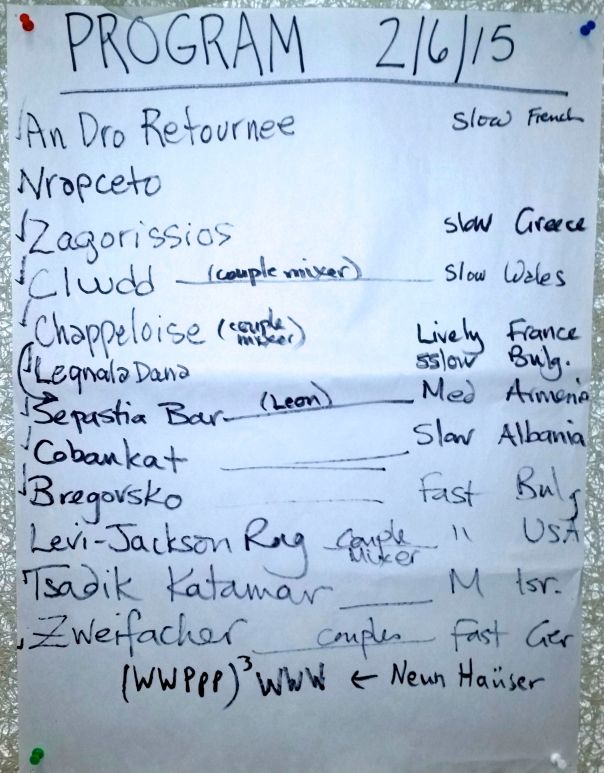 PROGRAM 2/6/15
An Dro Retournee Slow French
Nrapceto
Zagorissios Slow Greece
Clwdd (couple mixer) Slow Wales
Chappeloise (couple mixer) Lively France
Legnala Dana sslow Bulg.
Sepastia Bar (Leon) Med Armenia
Cobankat Slow Albania
Bregovsko Fast Bulg
Levi-Jackson Rag Couple Mixer " USA
Tsadik Katamar M Isr.
Zweifacher couples Fast Ger
(WWPPP)³ WWW ← Neun Haüser